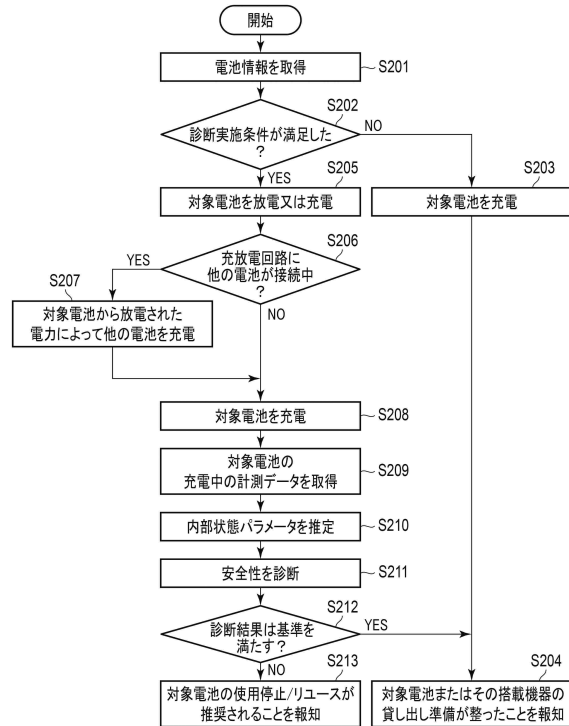 開始
電池情報を取得
S201
S202
診断実施条件が満足した
?
NO
YES
S205
S203
対象電池を放電又は充電
対象電池を充電
S206
充放電回路に
他の電池が接続中
?
YES
NO
S207
対象電池から放電された
電力によって他の電池を充電
対象電池を充電
S208
対象電池の
充電中の計測データを取得
S209
内部状態パラメータを推定
S210
安全性を診断
S211
S212
診断結果は基準を
満たす?
YES
NO
S213
S204
対象電池の使用停止/リユースが
推奨されることを報知
対象電池またはその搭載機器の
貸し出し準備が整ったことを報知